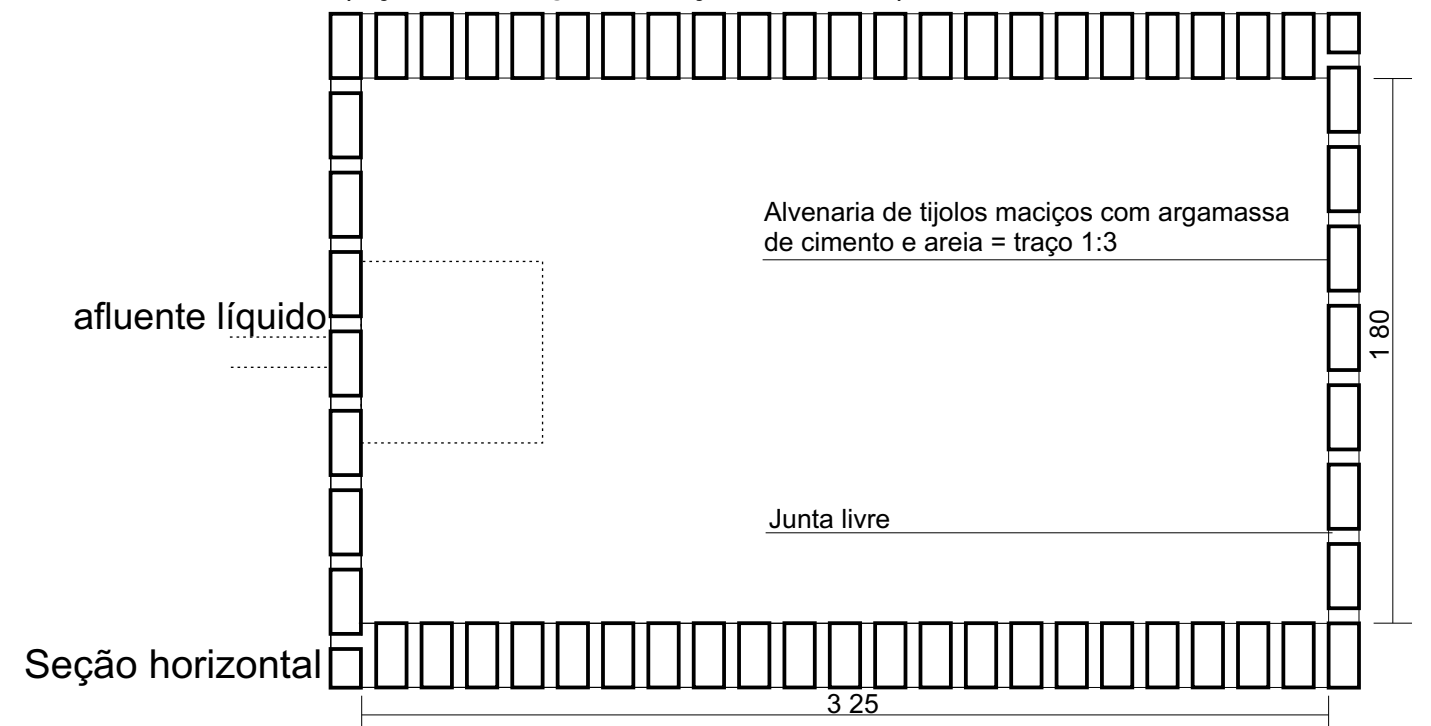 Alvenaria de tijolos maciços com argamassa
de cimento e areia = traço 1:3
afluente líquido
1 80
Junta livre
Seção horizontal
3 25